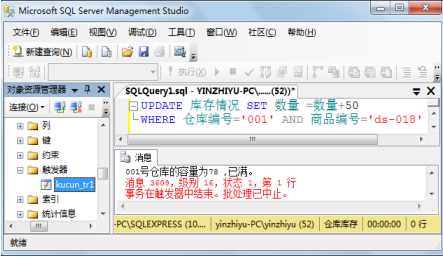 Microsoft SQL Server Management Studio
文件(F) 编辑(E) 视图(V) 调试(D) 工具(T) 窗口(W) 社区(C) 帮助(H)
新建查询(N)
执行(X)
对象资源管理器
连接(O)
列
键
约束
触发器
kucun_tr1
索引
统计信息
SQLQuery1.sql - YINZHIYU-PC\......(52))*
UPDATE 库存情况 SET 数量 =数量+50
WHERE 仓库编号='001' AND 商品编号='ds-018'
消息
001号仓库的容量为78 ,已满。
消息 3609，级别 16，状态 1，第 1 行
事务在触发器中结束。批处理已中止。
-PC\SQLEXPRESS (10.... yinzhiyu-PC\yinzhiyu (52) 仓库库存 00:00:00 0 行
就绪